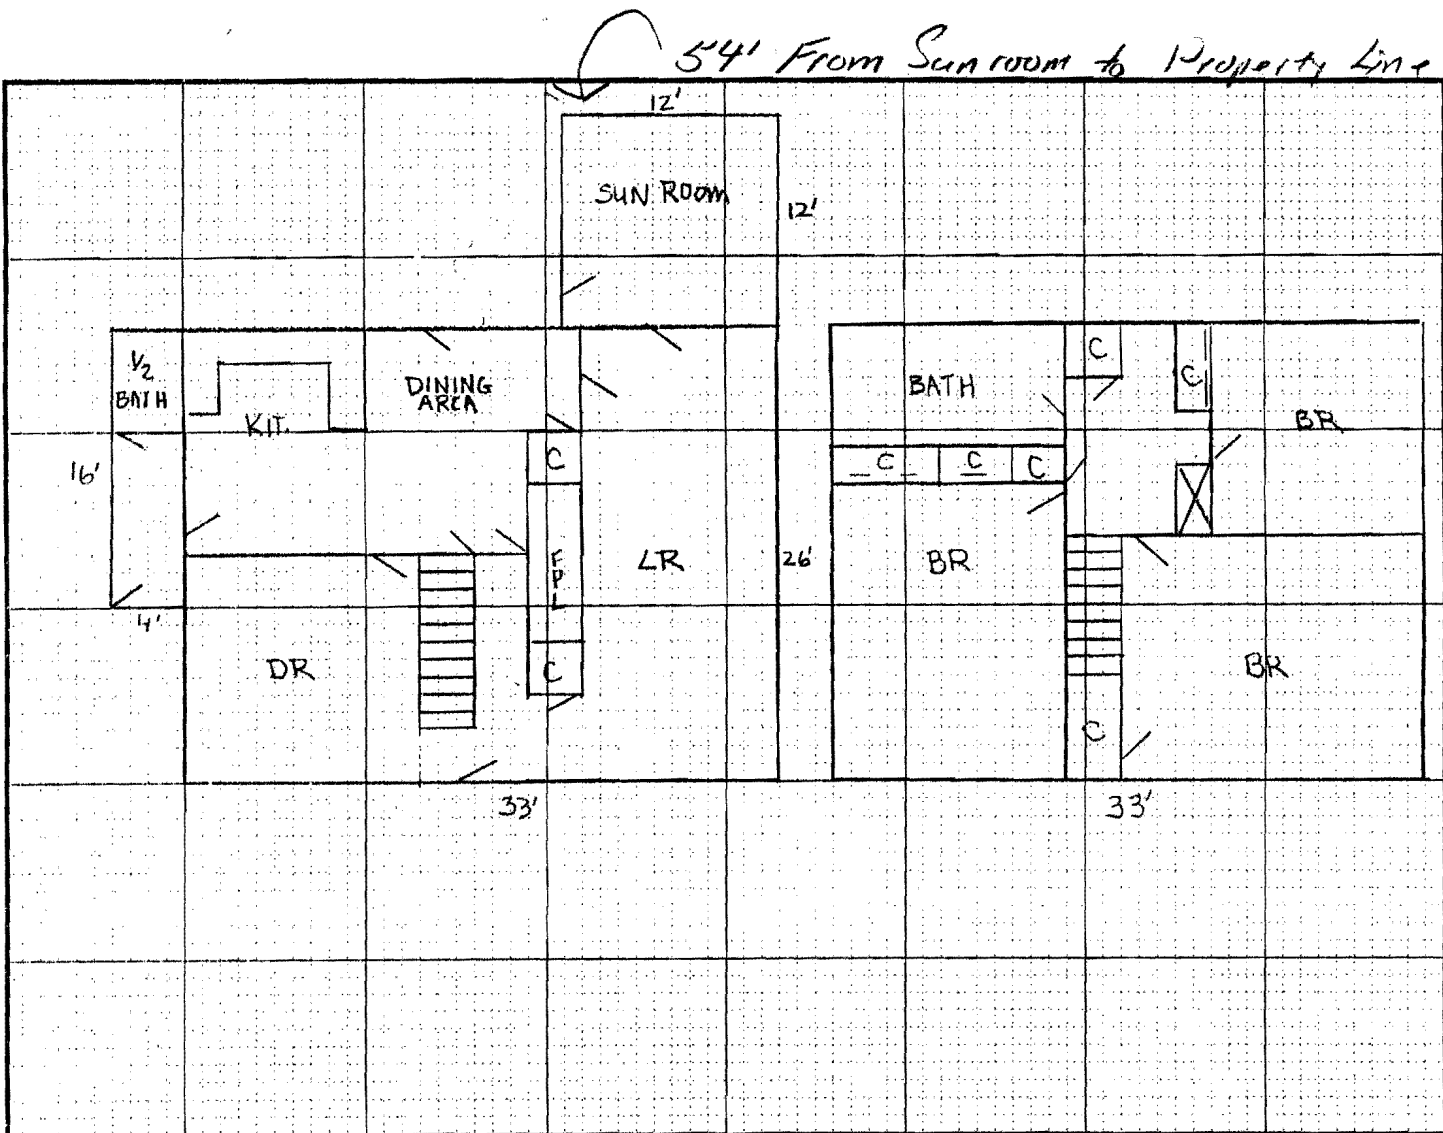 54' From Sunroom to Property Line
12'
SUN ROOM
12'
1/2
BATH
KIT.
DINING
AREA
C
16'
FPL
LR
26'
4'
DR
C
33'
BATH
C
C
BR
C
C
C
BR
BR
C
33'